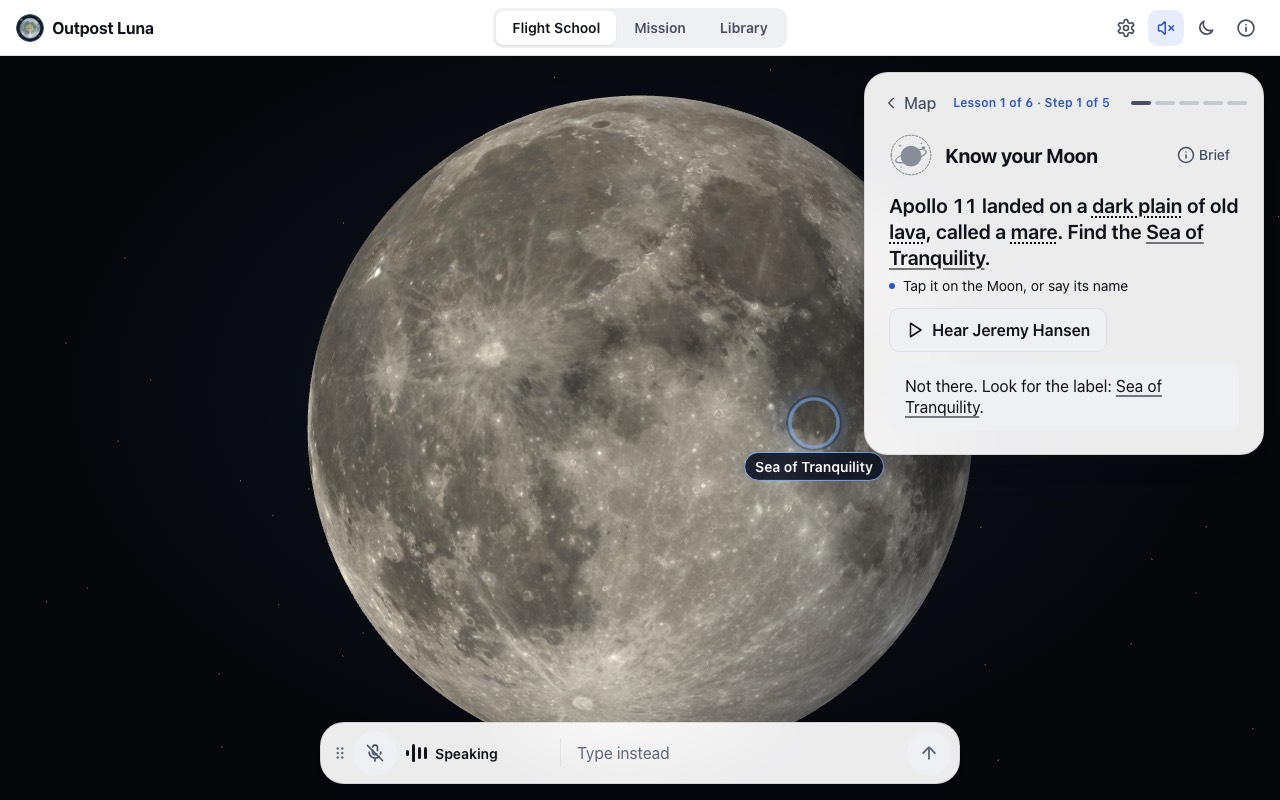 Outpost Luna
Flight School
Mission
Library
Map
Lesson 1 of 6 · Step 1 of 5
Know your Moon
Brief
Apollo 11 landed on a dark plain of old
lava, called a mare. Find the Sea of
Tranquility.
Tap it on the Moon, or say its name
Hear Jeremy Hansen
Not there. Look for the label: Sea of
Tranquility.
Sea of Tranquility
Speaking
Type instead